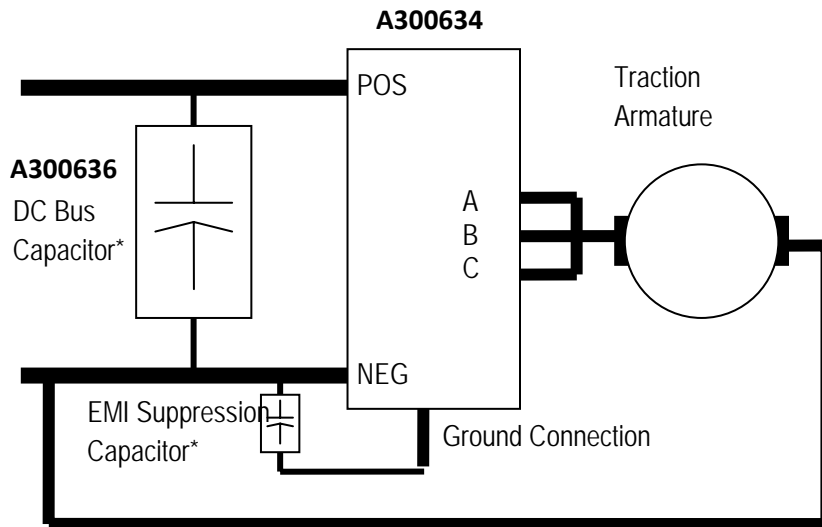 A300634
POS
Traction
Armature
A300636
DC Bus
Capacitor*
A
B
C
NEG
EMI Suppression
Capacitor*
Ground Connection